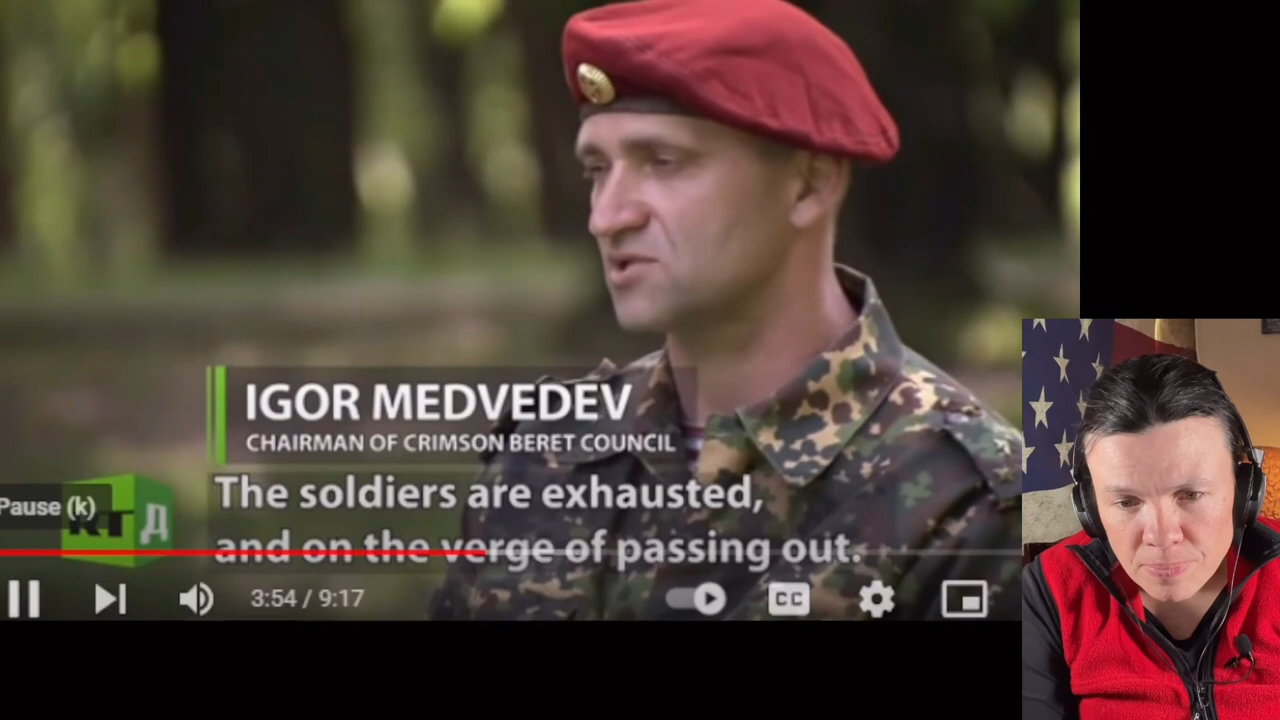 IGOR MEDVEDEV
CHAIRMAN OF CRIMSON BERET COUNCIL
The soldiers are exhausted,
and on the verge of passing out.
Pause (k)
RT Д
3:54 / 9:17
CC